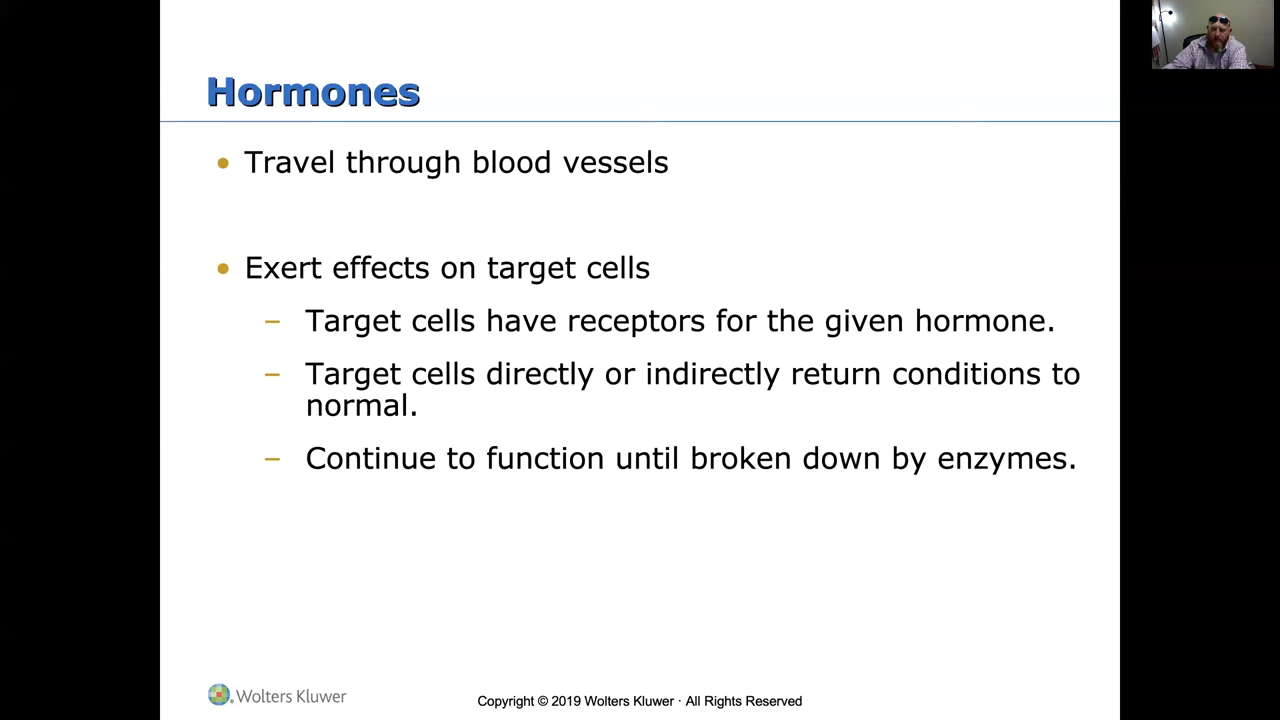 Hormones
• Travel through blood vessels
• Exert effects on target cells
– Target cells have receptors for the given hormone.
– Target cells directly or indirectly return conditions to
normal.
– Continue to function until broken down by enzymes.
Wolters Kluwer
Copyright © 2019 Wolters Kluwer · All Rights Reserved